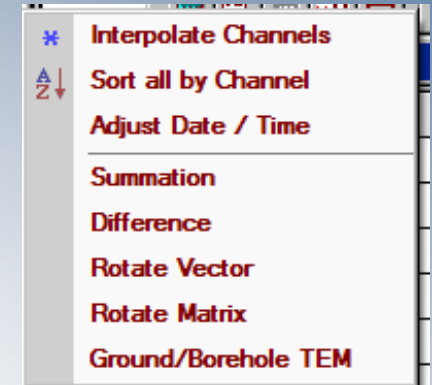 Interpolate Channels
Sort all by Channel
Adjust Date / Time
Summation
Difference
Rotate Vector
Rotate Matrix
Ground/Borehole TEM